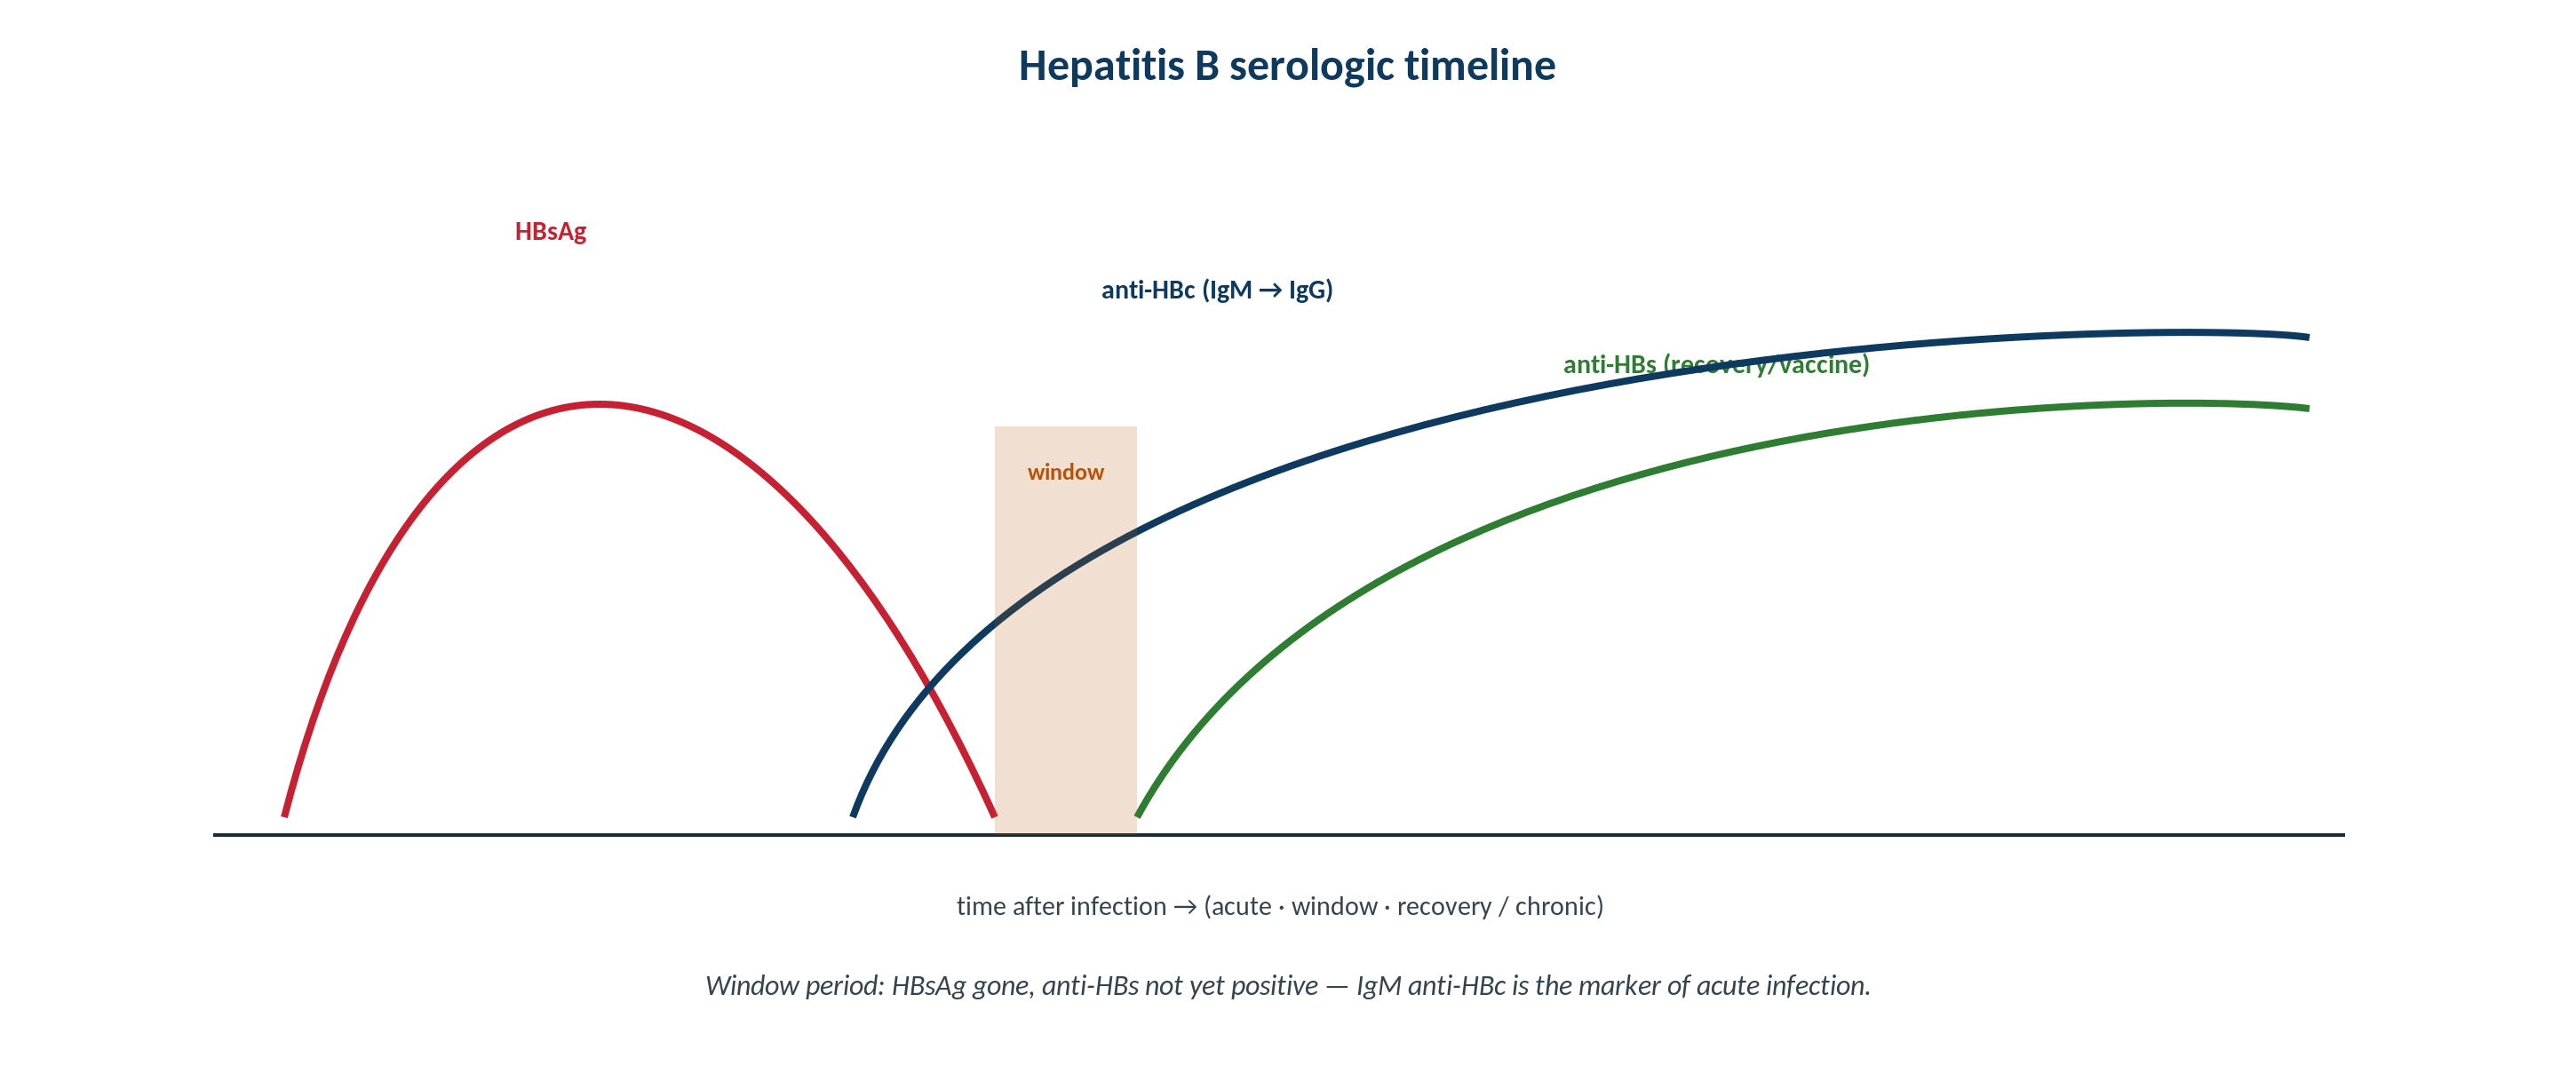 Hepatitis B serologic timeline
HBsAg
anti-HBc (IgM → IgG)
anti-HBs (recovery/vaccine)
window
time after infection → (acute · window · recovery / chronic)
Window period: HBsAg gone, anti-HBs not yet positive — IgM anti-HBc is the marker of acute infection.